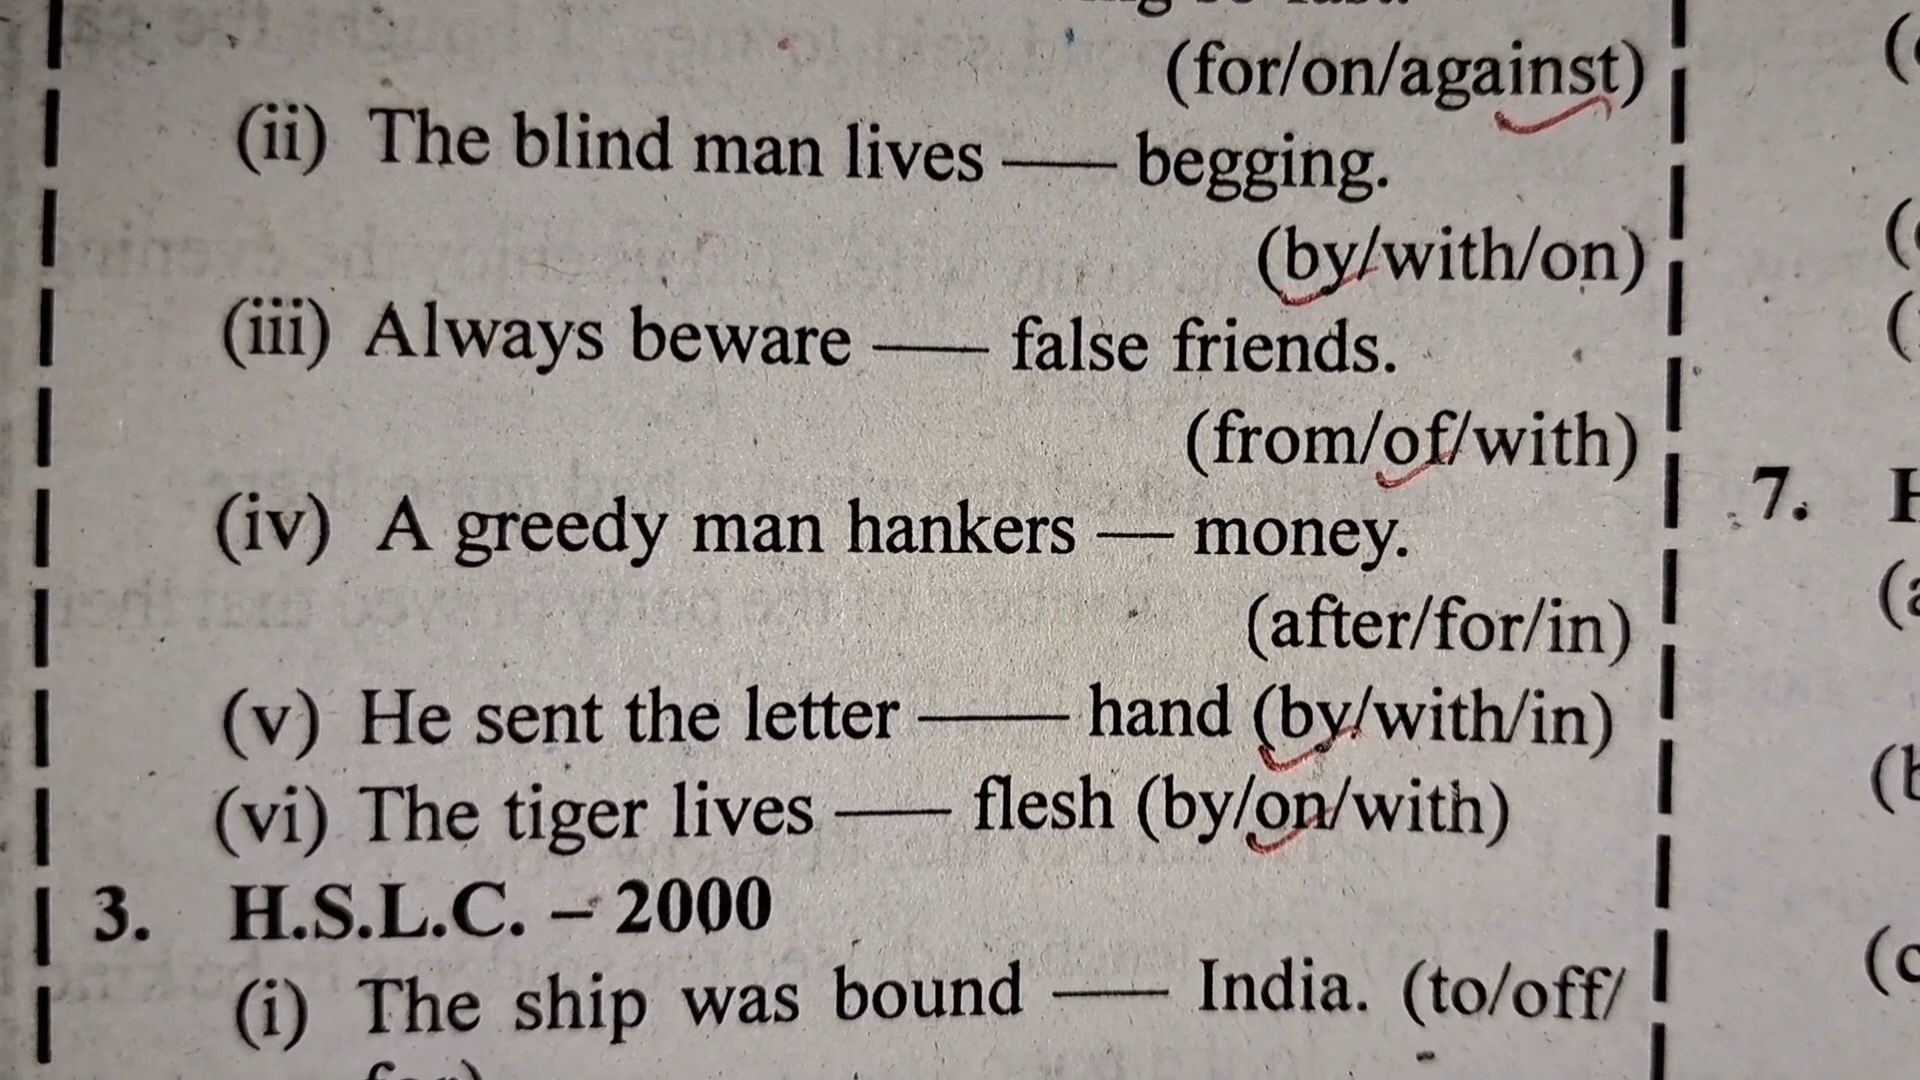 (for/on/against)
(ii) The blind man lives — begging.
(by/with/on)
(iii) Always beware — false friends.
(from/of/with)
(iv) A greedy man hankers — money.
(after/for/in)
(v) He sent the letter — hand (by/with/in)
(vi) The tiger lives — flesh (by/on/with)
3. H.S.L.C. – 2000
(i) The ship was bound — India. (to/off/
for)
7.